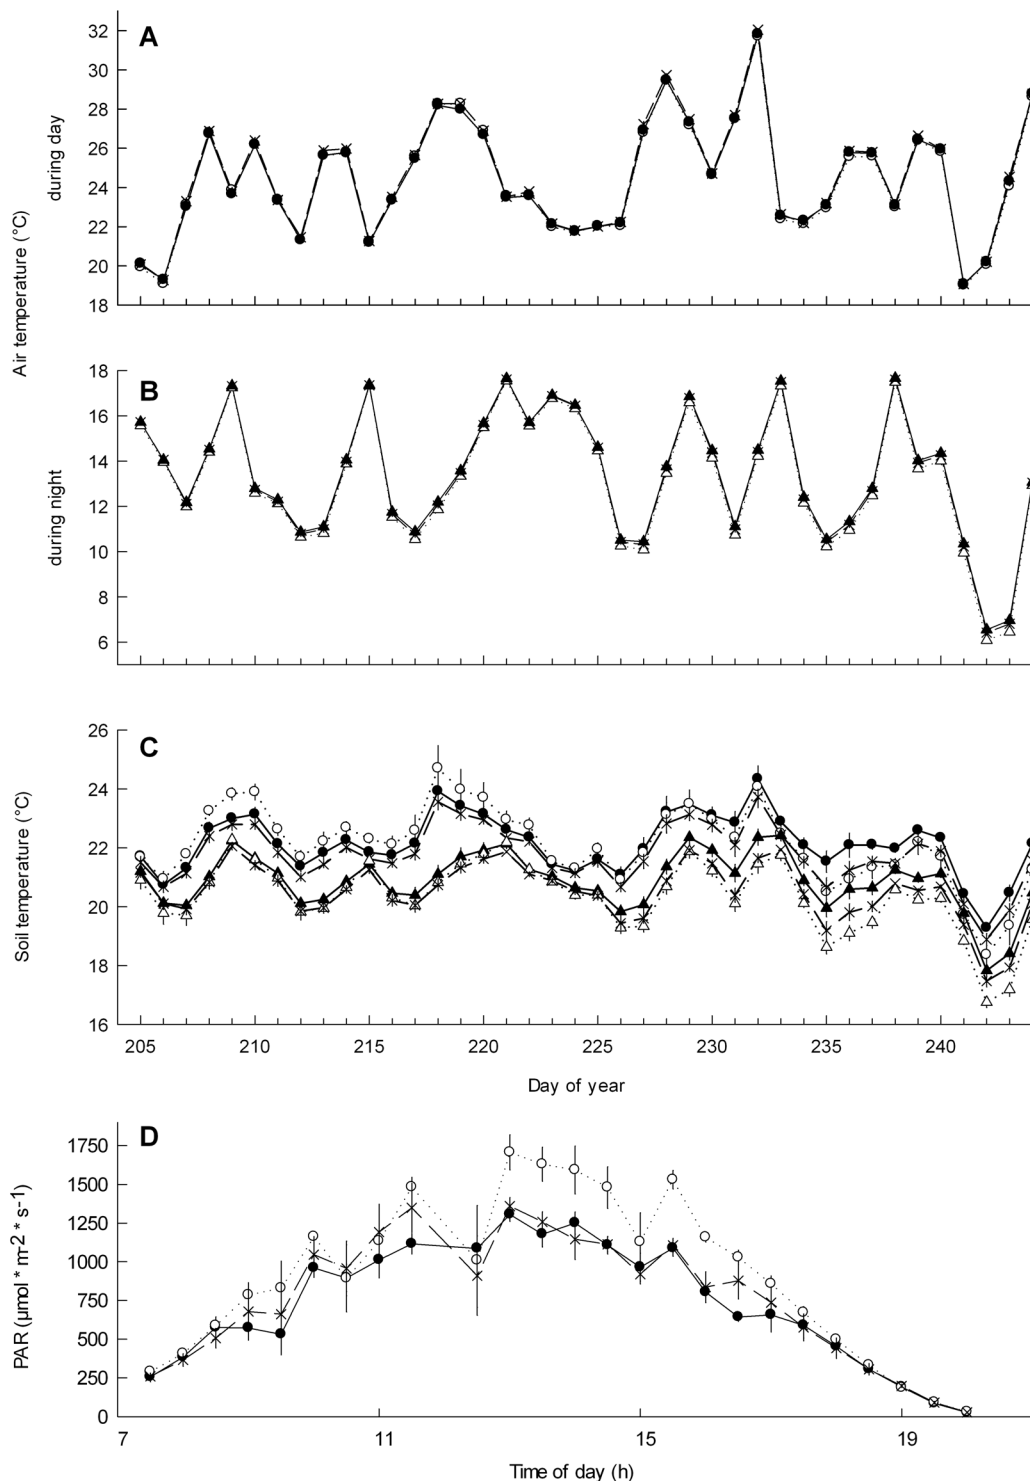 A
32
30
28
26
24
22
20
18
during day
Air temperature (°C)
B
18
16
14
12
10
8
6
during night
C
26
24
22
20
18
16
Soil temperature (°C)
205 210 215 220 225 230 235 240
Day of year
D
1750
1500
1250
1000
750
500
250
0
PAR (µmol * m-2 * s-1)
7 11 15 19
Time of day (h)